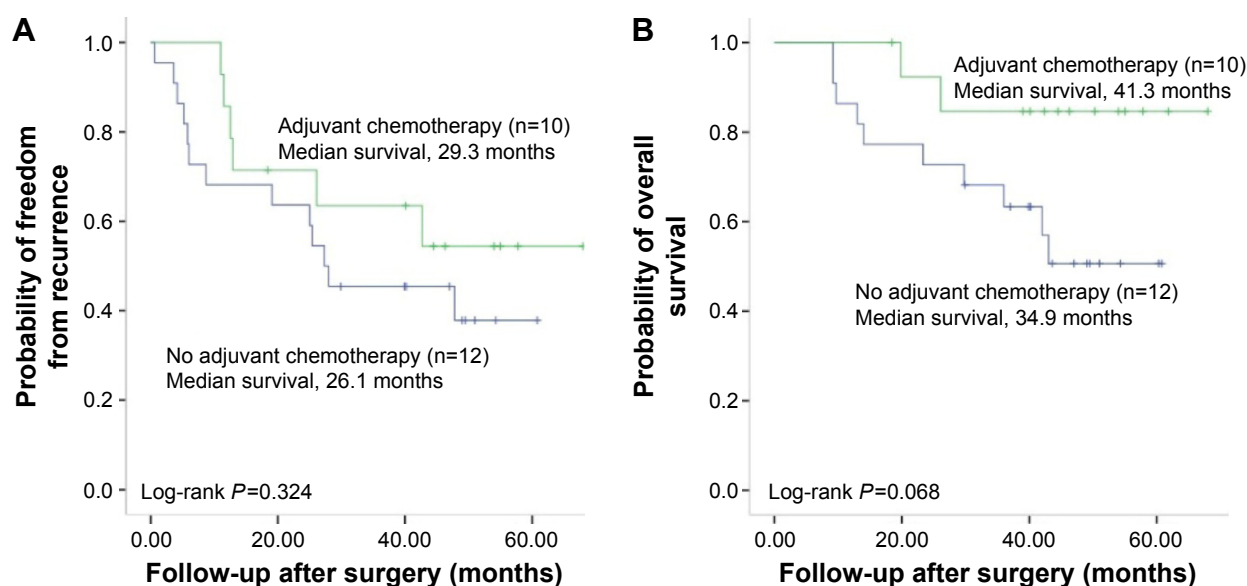 A
Probability of freedom
from recurrence
1.0
0.8
0.6
0.4
0.2
0.0
Adjuvant chemotherapy (n=10)
Median survival, 29.3 months
No adjuvant chemotherapy (n=12)
Median survival, 26.1 months
Log-rank P=0.324
0.00 20.00 40.00 60.00
Follow-up after surgery (months)
B
Probability of overall
survival
1.0
0.8
0.6
0.4
0.2
0.0
Adjuvant chemotherapy (n=10)
Median survival, 41.3 months
No adjuvant chemotherapy (n=12)
Median survival, 34.9 months
Log-rank P=0.068
0.00 20.00 40.00 60.00
Follow-up after surgery (months)